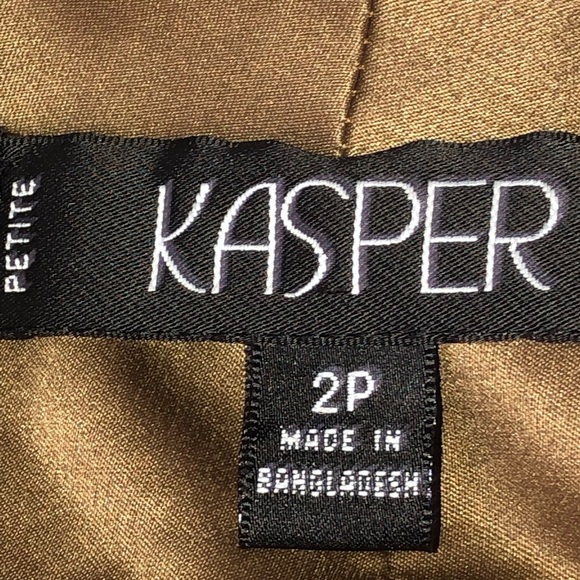 PETITE
KASPER
2P
MADE IN
BANGLADESH